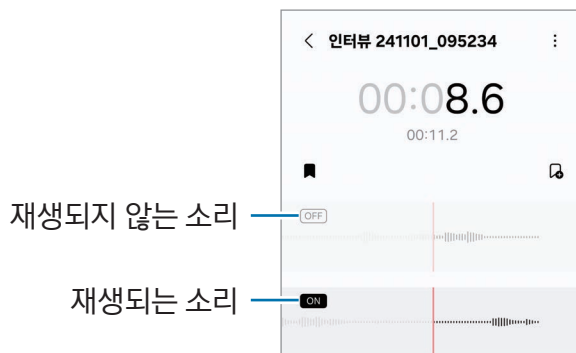 인터뷰 241101_095234
00:08.6
00:11.2
재생되지 않는 소리
OFF
재생되는 소리
ON